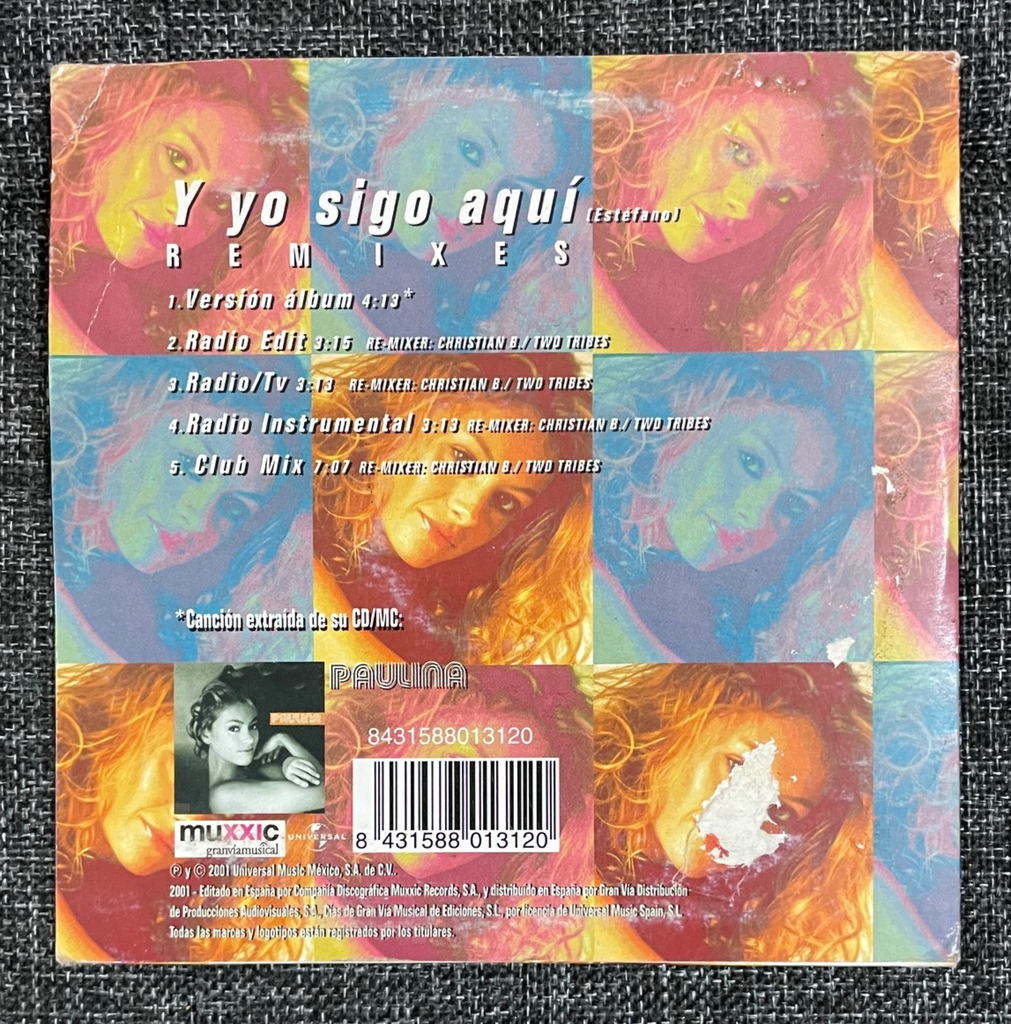 Y yo sigo aquí (Estéfano)
REMIXES
1. Versión álbum 4:13*
2. Radio Edit 3:15 RE-MIXER: CHRISTIAN B./ TWO TRIBES
3. Radio/Tv 3:13 RE-MIXER: CHRISTIAN B./ TWO TRIBES
4. Radio Instrumental 3:13 RE-MIXER: CHRISTIAN B./ TWO TRIBES
5. Club Mix 7:07 RE-MIXER: CHRISTIAN B./ TWO TRIBES
*Canción extraída de su CD/MC:
PAULINA
PAULINA
8431588013120
8 431588 013120
muxxic
granvíamusical
UNIVERSAL
℗ y © 2001 Universal Music México, S.A. de C.V..
2001 - Editado en España por Compañía Discográfica Muxxic Records, S.A., y distribuido en España por Gran Vía Distribución
de Producciones Audiovisuales, S.A., Cías de Gran Vía Musical de Ediciones, S.L., por licencia de Universal Music Spain, S.L.
Todas las marcas y logotipos están registrados por los titulares.